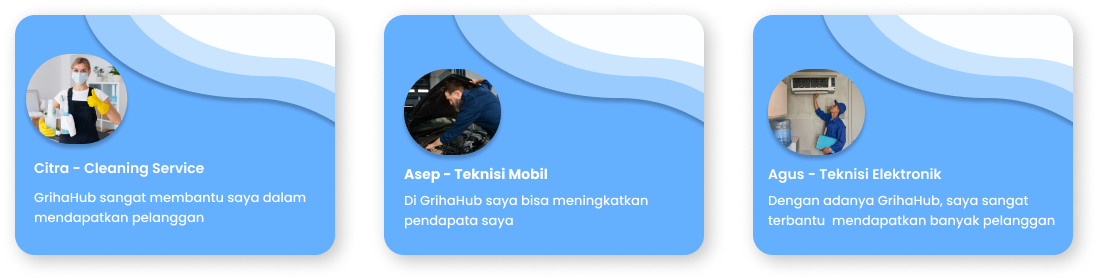 Citra - Cleaning Service
GrihaHub sangat membantu saya dalam
mendapatkan pelanggan
Asep - Teknisi Mobil
Di GrihaHub saya bisa meningkatkan
pendapata saya
Agus - Teknisi Elektronik
Dengan adanya GrihaHub, saya sangat
terbantu  mendapatkan banyak pelanggan